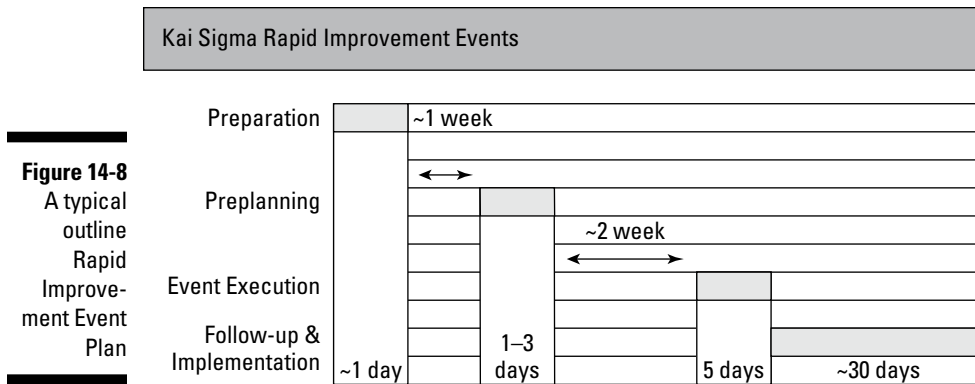 Kai Sigma Rapid Improvement Events
Figure 14-8
A typical
outline
Rapid
Improve-
ment Event
Plan
Preparation
~1 week
Preplanning
~2 week
Event Execution
Follow-up &
Implementation
~1 day
1–3
days
5 days
~30 days